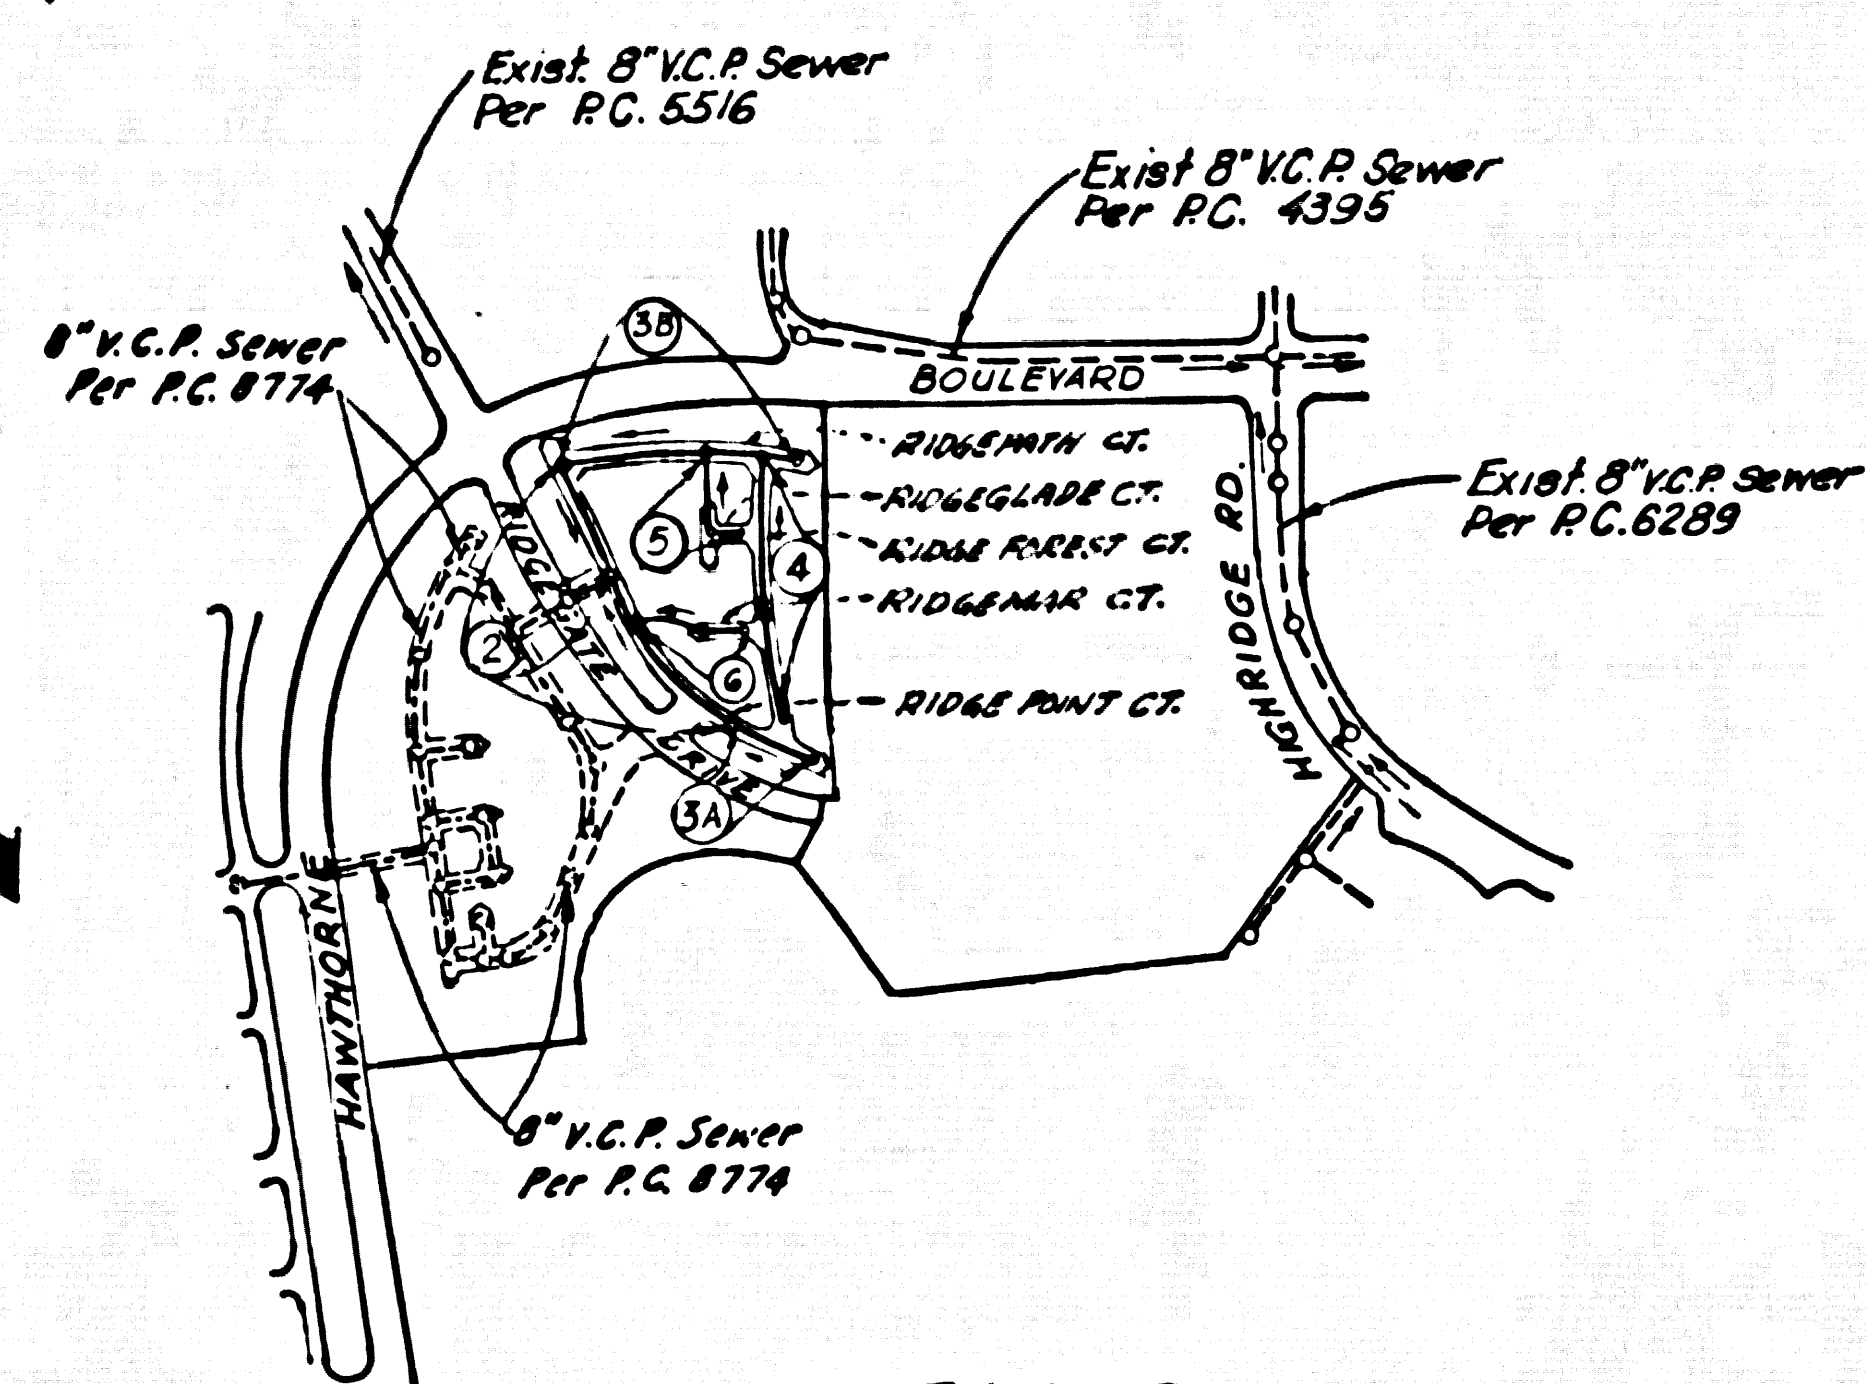 Exist. 8" V.C.P. Sewer
Per P.C. 5516
Exist 8" V.C.P. Sewer
Per P.C. 4395
8" V.C.P. Sewer
Per P.C. 8774
3B
BOULEVARD
RIDGEPATH CT.
RIDGEGLADE CT.
RIDGE FOREST CT.
RIDGEMAR CT.
RIDGE POINT CT.
HIGHRIDGE RD.
Exist. 8" V.C.P. Sewer
Per P.C. 6289
RIDGE GATE
DRIVE
5
4
2
6
3A
HAWTHORNE
8" V.C.P. Sewer
Per P.C. 8774